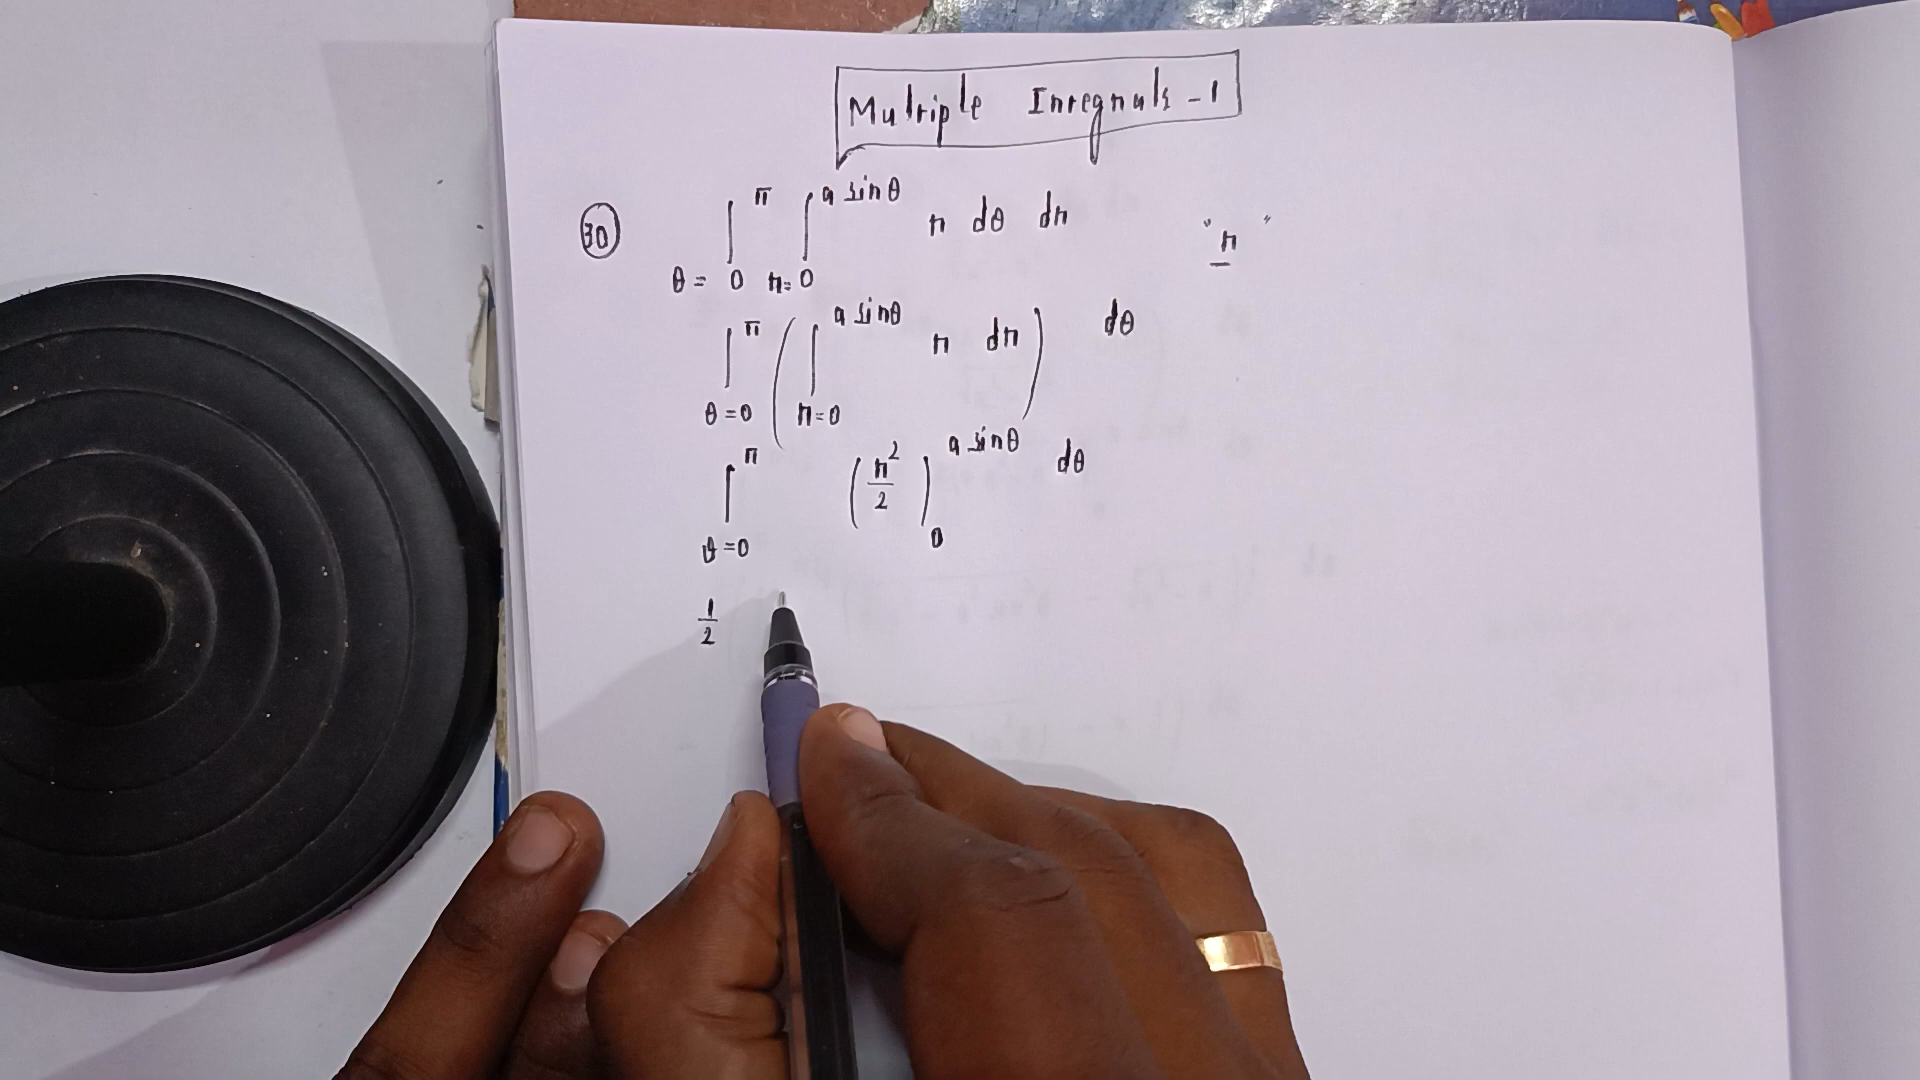 Multiple Integrals - 1
30 ∫ θ=0 π ∫ r=0 a sinθ r dθ dr "r"
∫ θ=0 π ( ∫ r=0 a sinθ r dr ) dθ
∫ θ=0 π ( r²/2 ) 0 a sinθ dθ
1/2